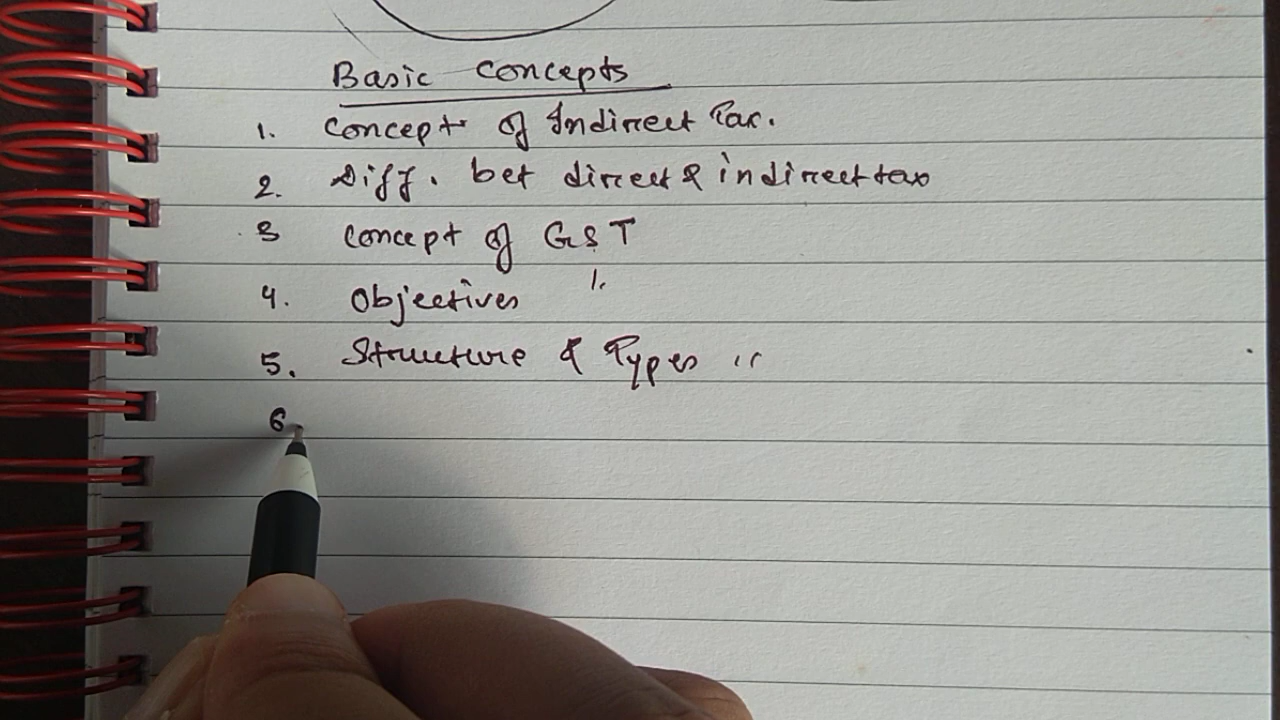 Basic Concepts
1. Concept of Indirect Tax.
2. Diff. bet direct & indirect tax
3 Concept of GST
4. Objectives "
5. Structure & Types "
6.